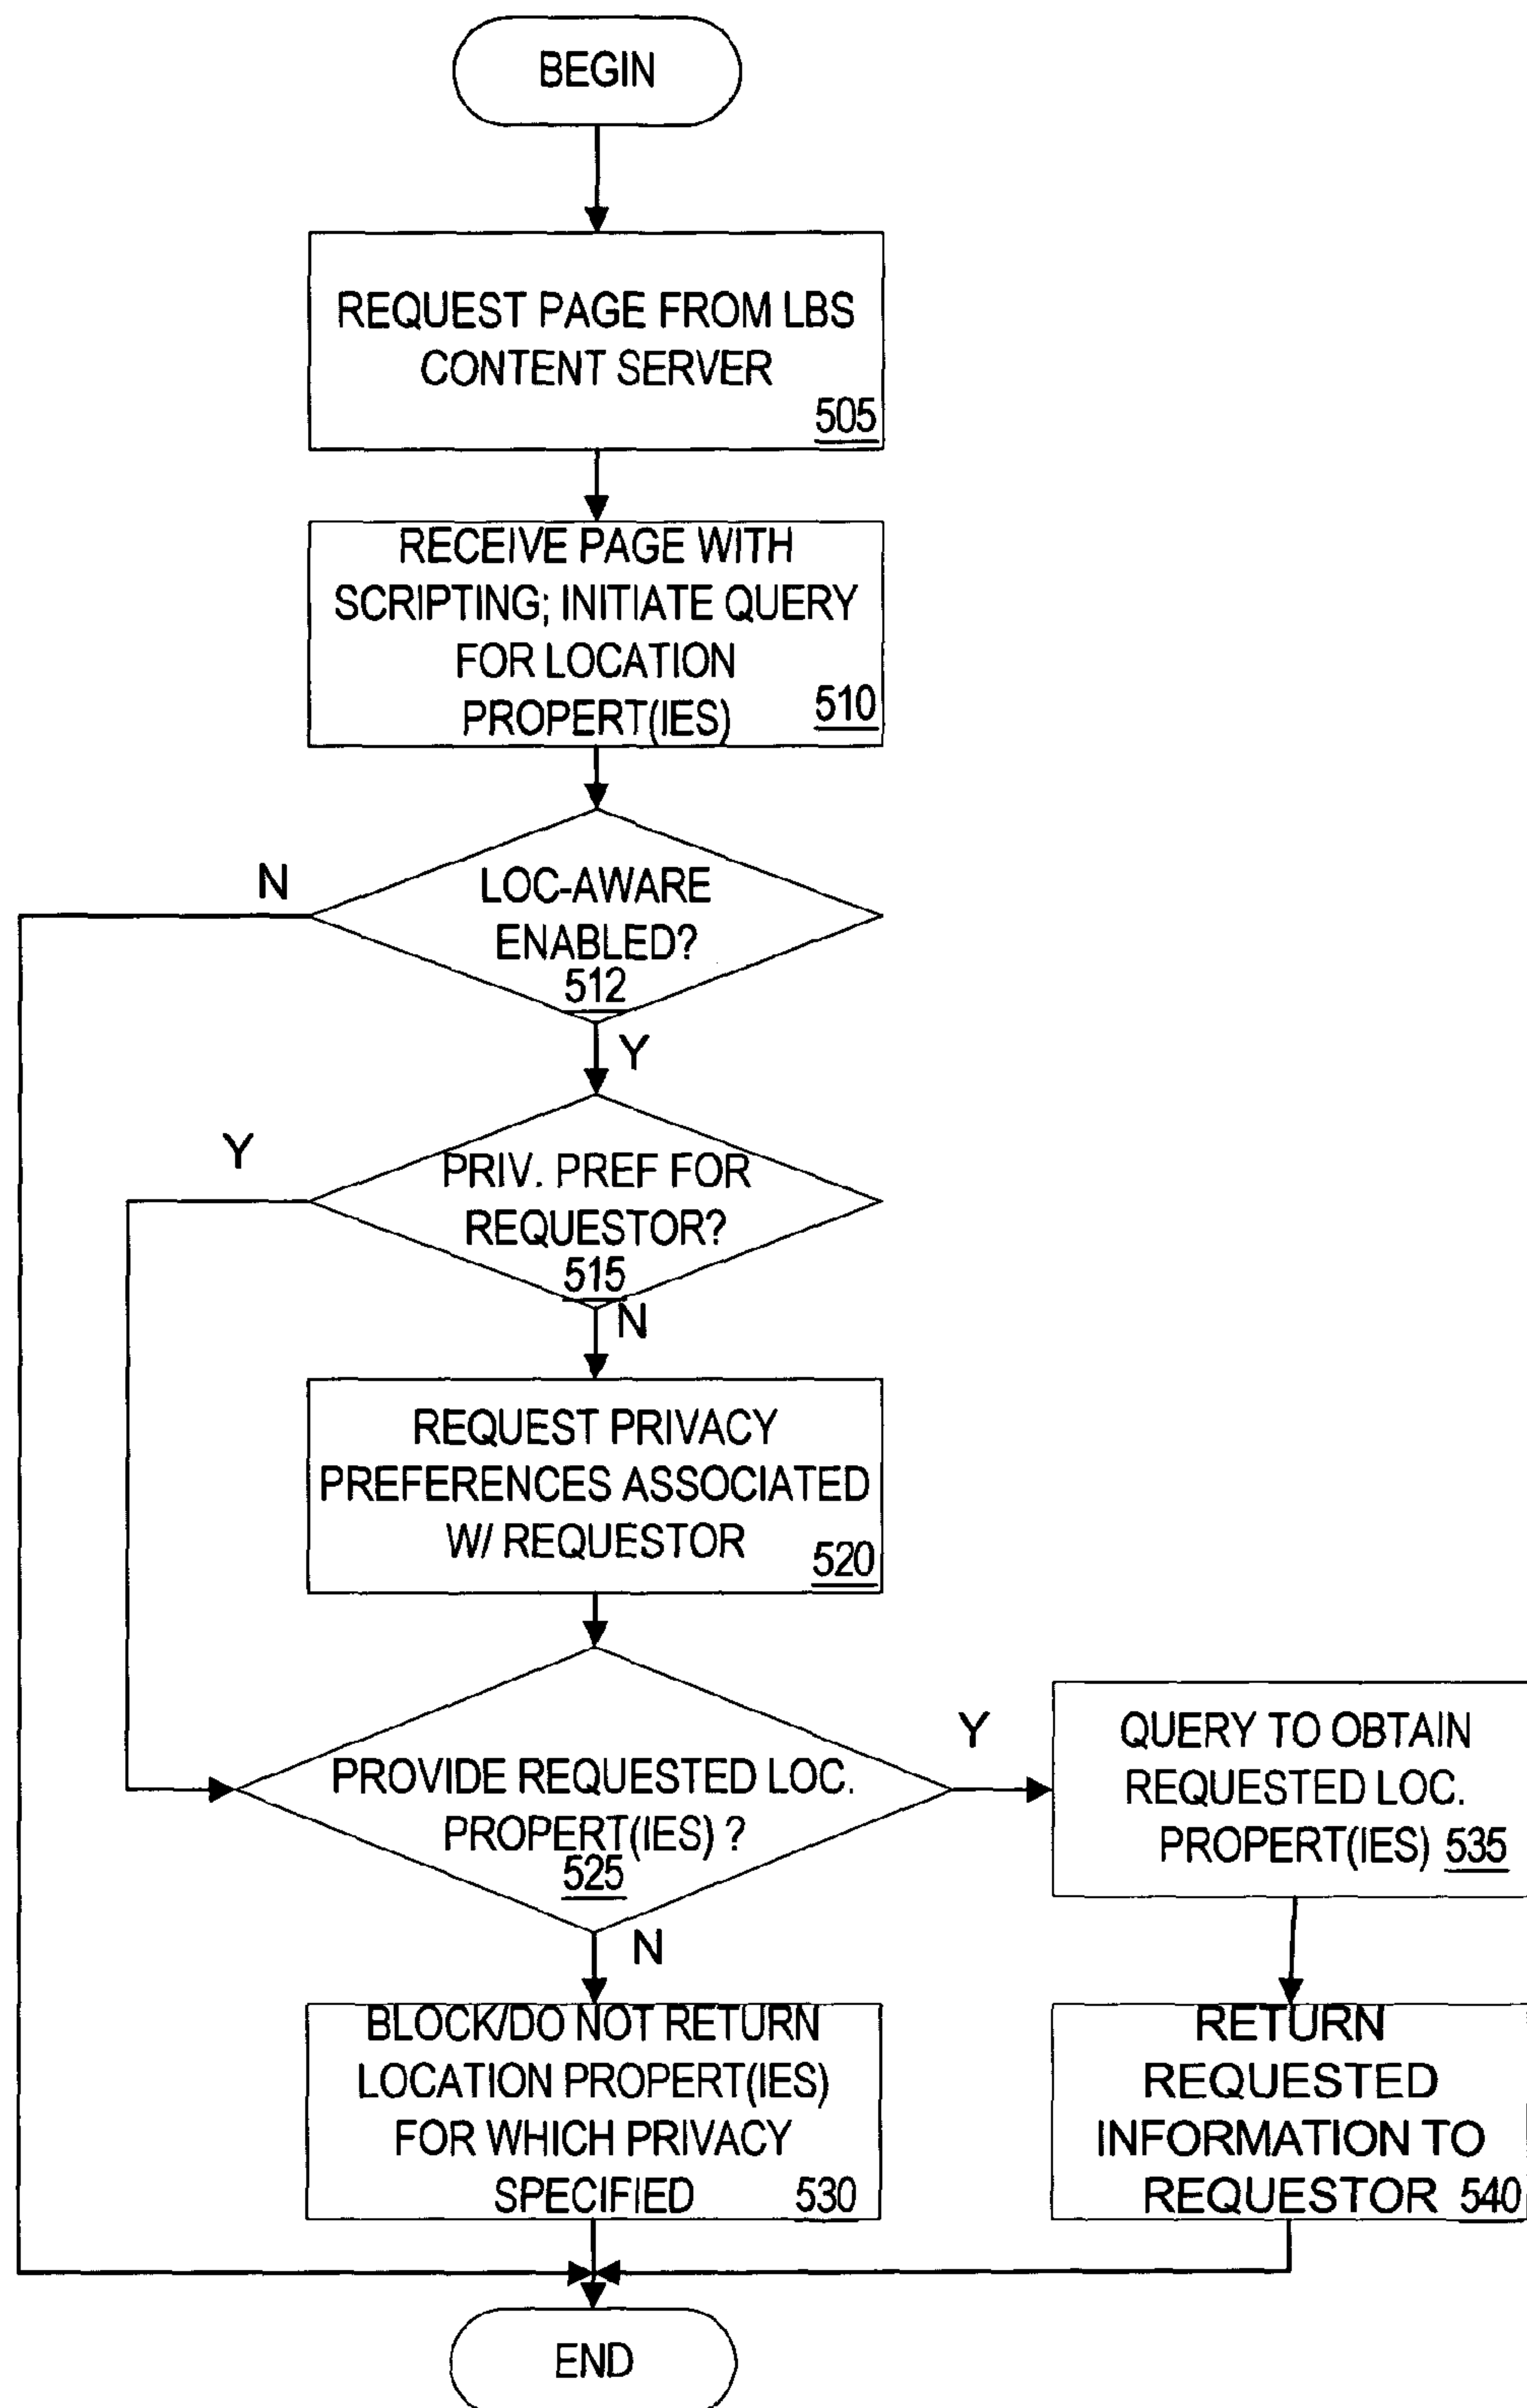 BEGIN
REQUEST PAGE FROM LBS
CONTENT SERVER
505
RECEIVE PAGE WITH
SCRIPTING; INITIATE QUERY
FOR LOCATION
PROPERT(IES)
510
N
LOC-AWARE
ENABLED?
512
Y
Y
PRIV. PREF FOR
REQUESTOR?
515
N
REQUEST PRIVACY
PREFERENCES ASSOCIATED
W/ REQUESTOR
520
PROVIDE REQUESTED LOC.
PROPERT(IES) ?
525
Y
QUERY TO OBTAIN
REQUESTED LOC.
PROPERT(IES) 535
N
BLOCK/DO NOT RETURN
LOCATION PROPERT(IES)
FOR WHICH PRIVACY
SPECIFIED
530
RETURN
REQUESTED
INFORMATION TO
REQUESTOR 540
END